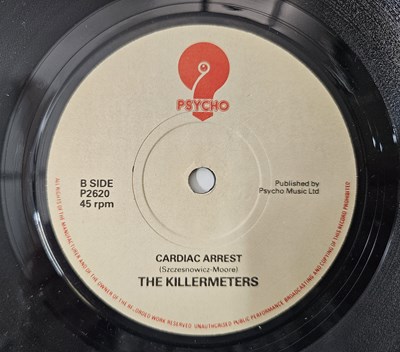 PSYCHO
B SIDE
P2620
45 rpm
Published by
Psycho Music Ltd
CARDIAC ARREST
(Szczesnowicz-Moore)
THE KILLERMETERS
ALL RIGHTS OF THE MANUFACTURER AND OF THE OWNER OF THE RECORDED WORK RESERVED UNAUTHORISED PUBLIC PERFORMANCE BROADCASTING AND COPYING OF THIS RECORD PROHIBITED